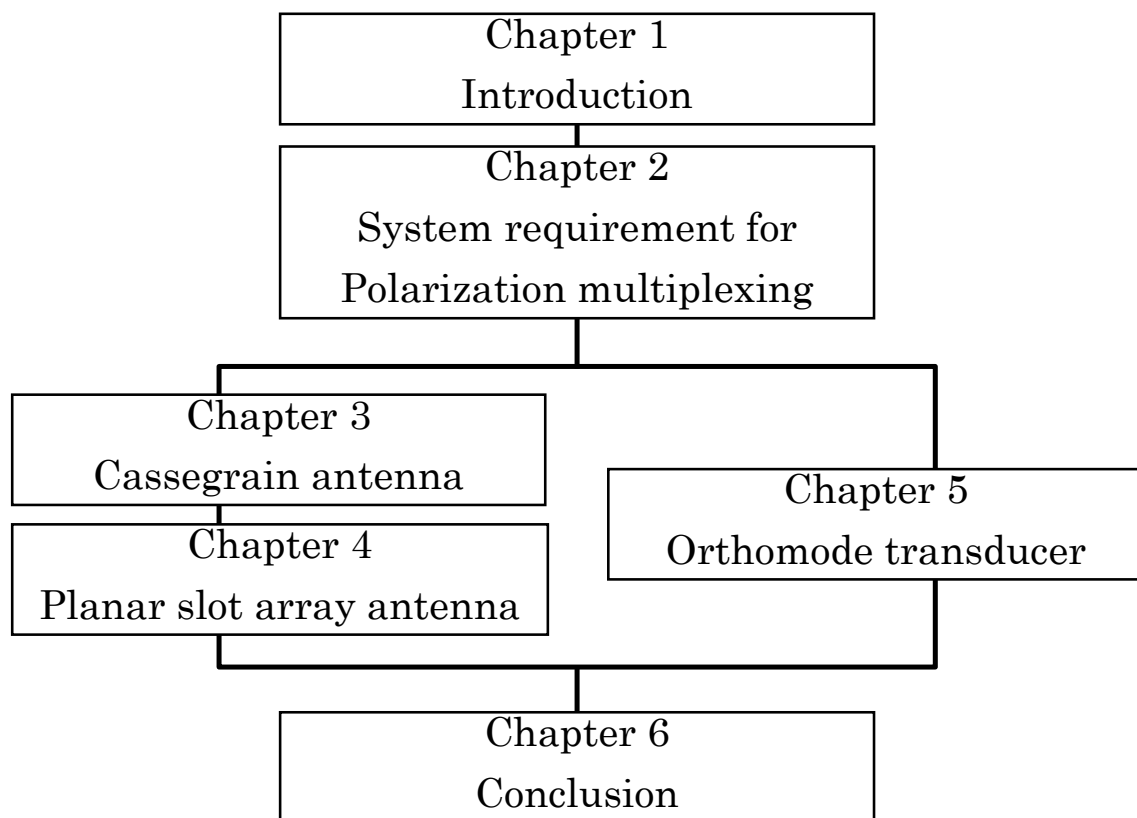 Chapter 1
Introduction
Chapter 2
System requirement for
Polarization multiplexing
Chapter 3
Cassegrain antenna
Chapter 4
Planar slot array antenna
Chapter 5
Orthomode transducer
Chapter 6
Conclusion